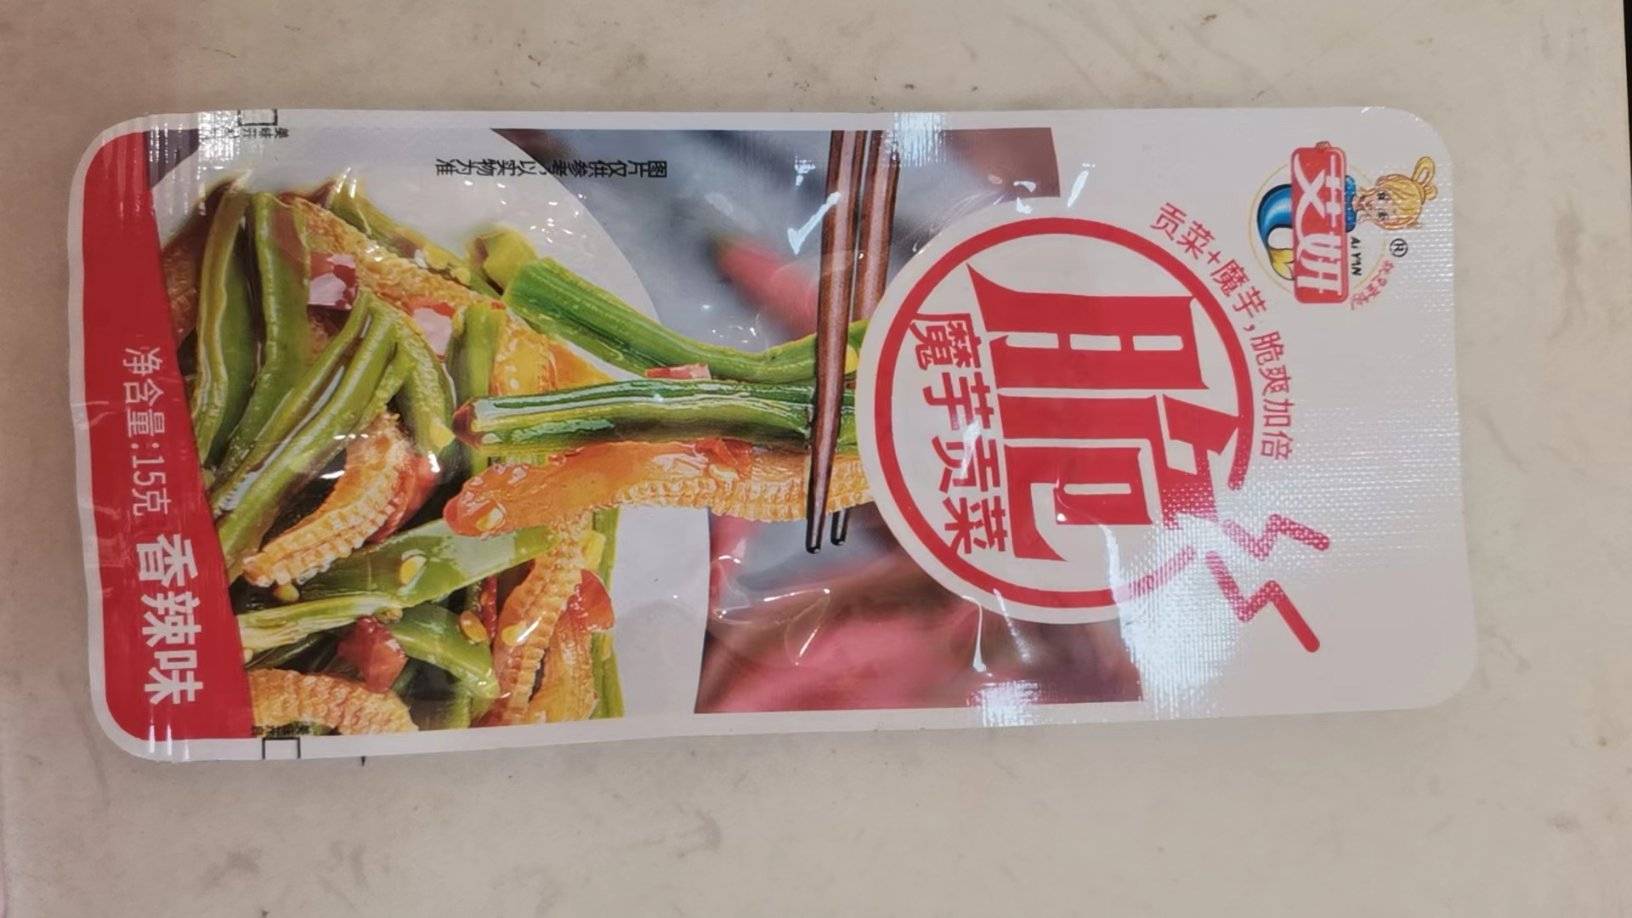 艾妍
AI YAN
®
贡菜+魔芋,脆爽加倍
脆
魔芋贡菜
图片仅供参考,以实物为准
净含量:15克
香辣味